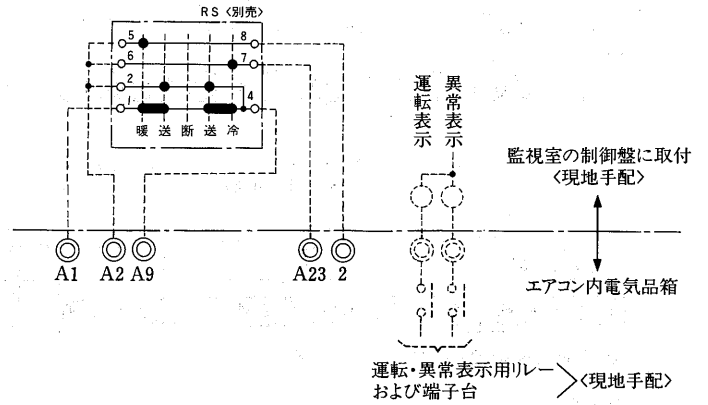 RS〈別売〉
5 8
6 7
2
1 4
暖 送 断 送 冷
運転表示
異常表示
監視室の制御盤に取付
〈現地手配〉
A1 A2 A9 A23 2
エアコン内電気品箱
運転・異常表示用リレー
および端子台
〈現地手配〉